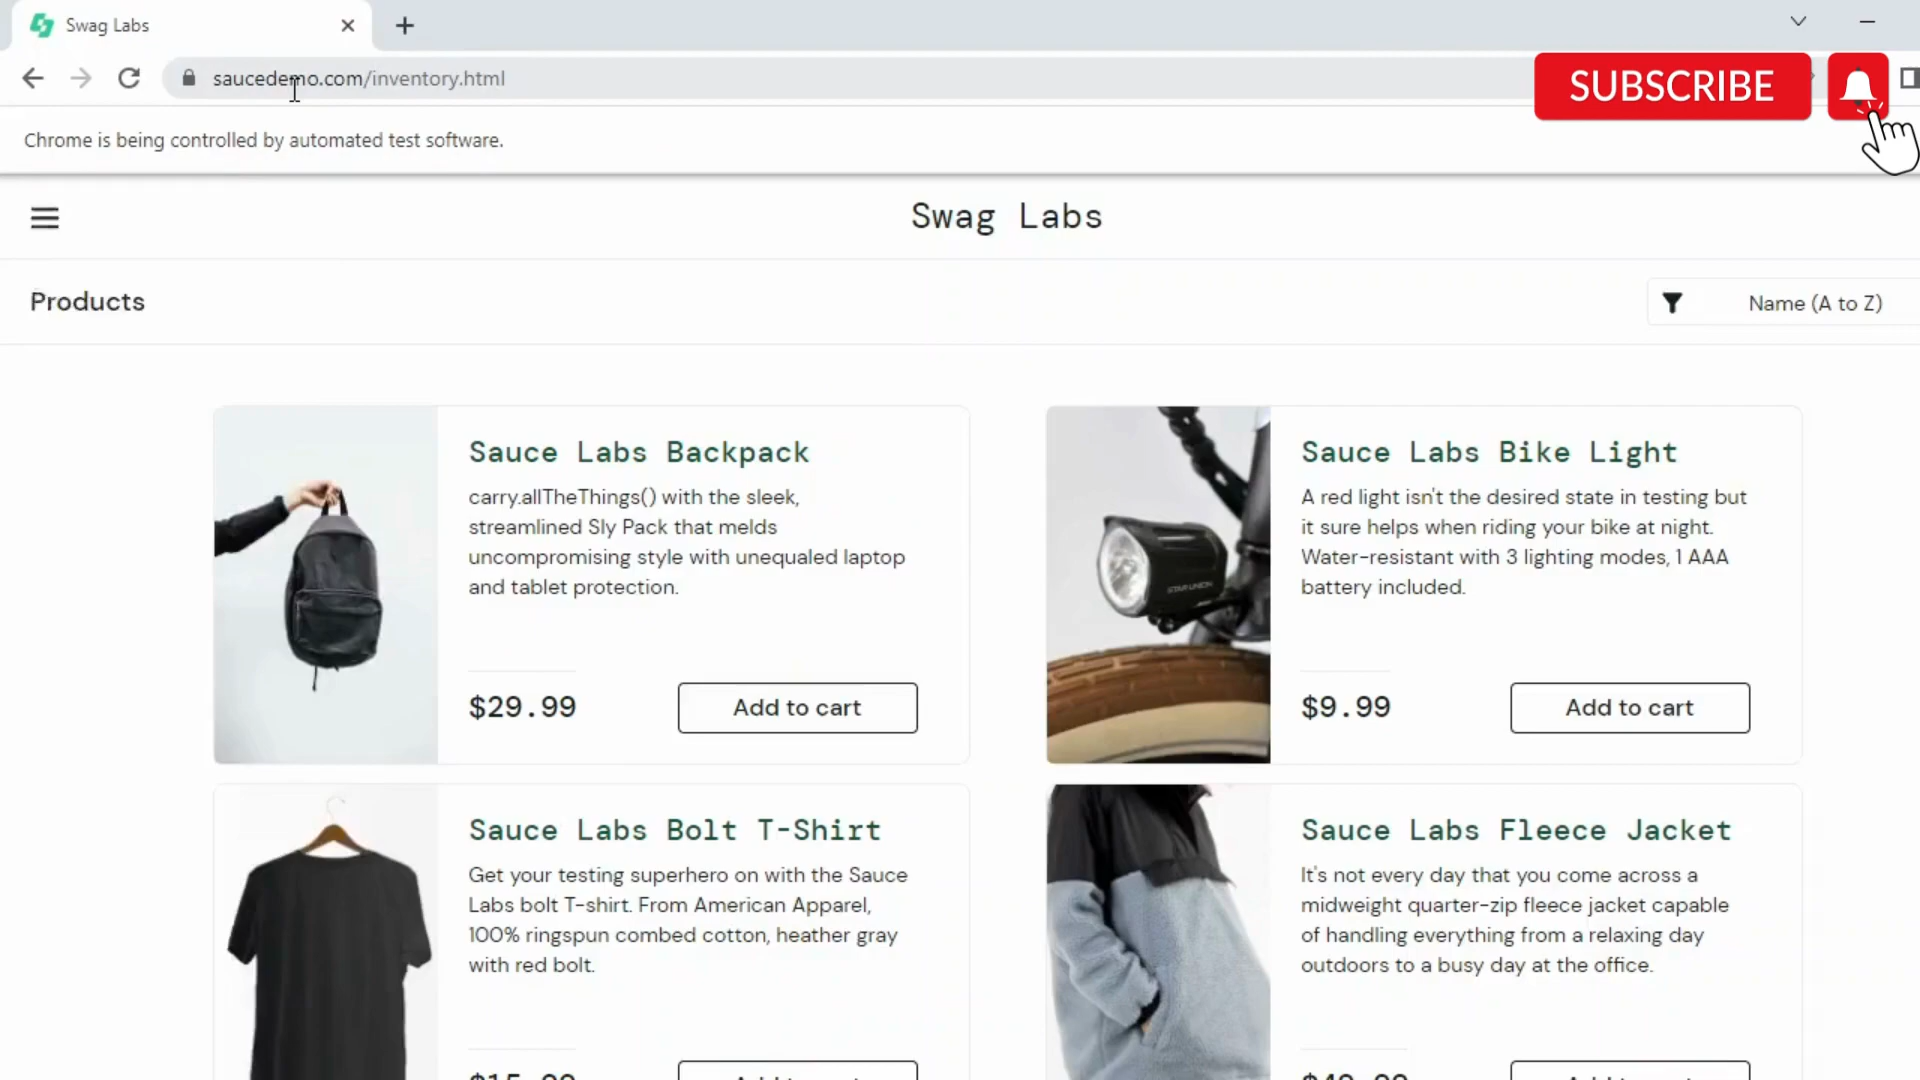 Swag Labs
saucedemo.com/inventory.html
SUBSCRIBE
Chrome is being controlled by automated test software.
Swag Labs
Products
Name (A to Z)
Sauce Labs Backpack
carry.allTheThings() with the sleek,
streamlined Sly Pack that melds
uncompromising style with unequaled laptop
and tablet protection.
$29.99
Add to cart
Sauce Labs Bike Light
A red light isn't the desired state in testing but
it sure helps when riding your bike at night.
Water-resistant with 3 lighting modes, 1 AAA
battery included.
STAR UNION
$9.99
Add to cart
Sauce Labs Bolt T-Shirt
Get your testing superhero on with the Sauce
Labs bolt T-shirt. From American Apparel,
100% ringspun combed cotton, heather gray
with red bolt.
Sauce Labs Fleece Jacket
It's not every day that you come across a
midweight quarter-zip fleece jacket capable
of handling everything from a relaxing day
outdoors to a busy day at the office.